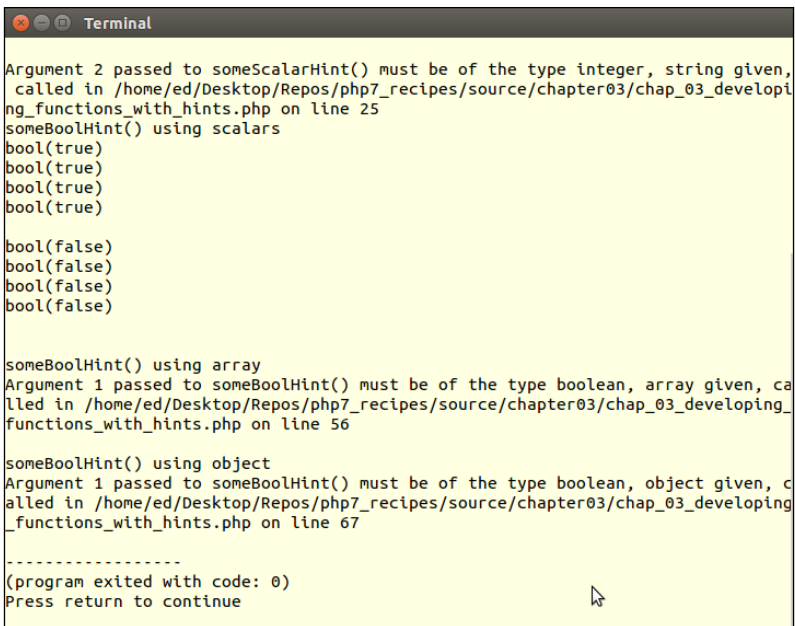 Terminal
Argument 2 passed to someScalarHint() must be of the type integer, string given,
 called in /home/ed/Desktop/Repos/php7_recipes/source/chapter03/chap_03_developi
ng_functions_with_hints.php on line 25
someBoolHint() using scalars
bool(true)
bool(true)
bool(true)
bool(true)
bool(false)
bool(false)
bool(false)
bool(false)
someBoolHint() using array
Argument 1 passed to someBoolHint() must be of the type boolean, array given, ca
lled in /home/ed/Desktop/Repos/php7_recipes/source/chapter03/chap_03_developing_
functions_with_hints.php on line 56
someBoolHint() using object
Argument 1 passed to someBoolHint() must be of the type boolean, object given, c
alled in /home/ed/Desktop/Repos/php7_recipes/source/chapter03/chap_03_developing
_functions_with_hints.php on line 67
------------------
(program exited with code: 0)
Press return to continue